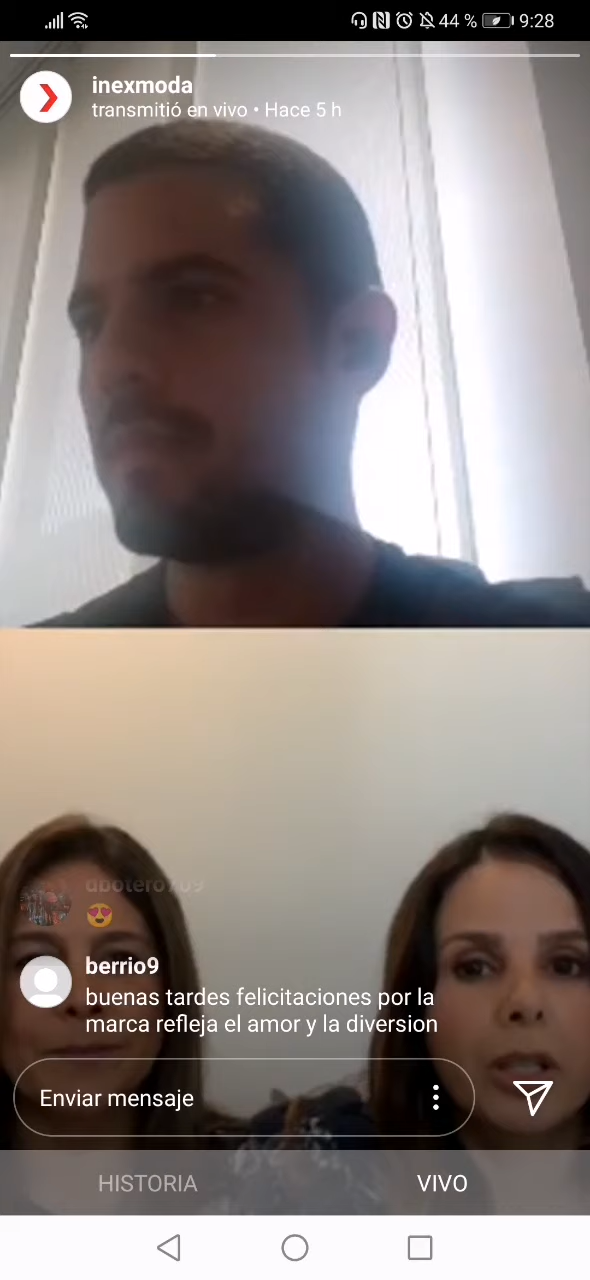 44 % 9:28
inexmoda
transmitió en vivo • Hace 5 h
dbotero709
😍
berrio9
buenas tardes felicitaciones por la
marca refleja el amor y la diversion
Enviar mensaje
HISTORIA VIVO